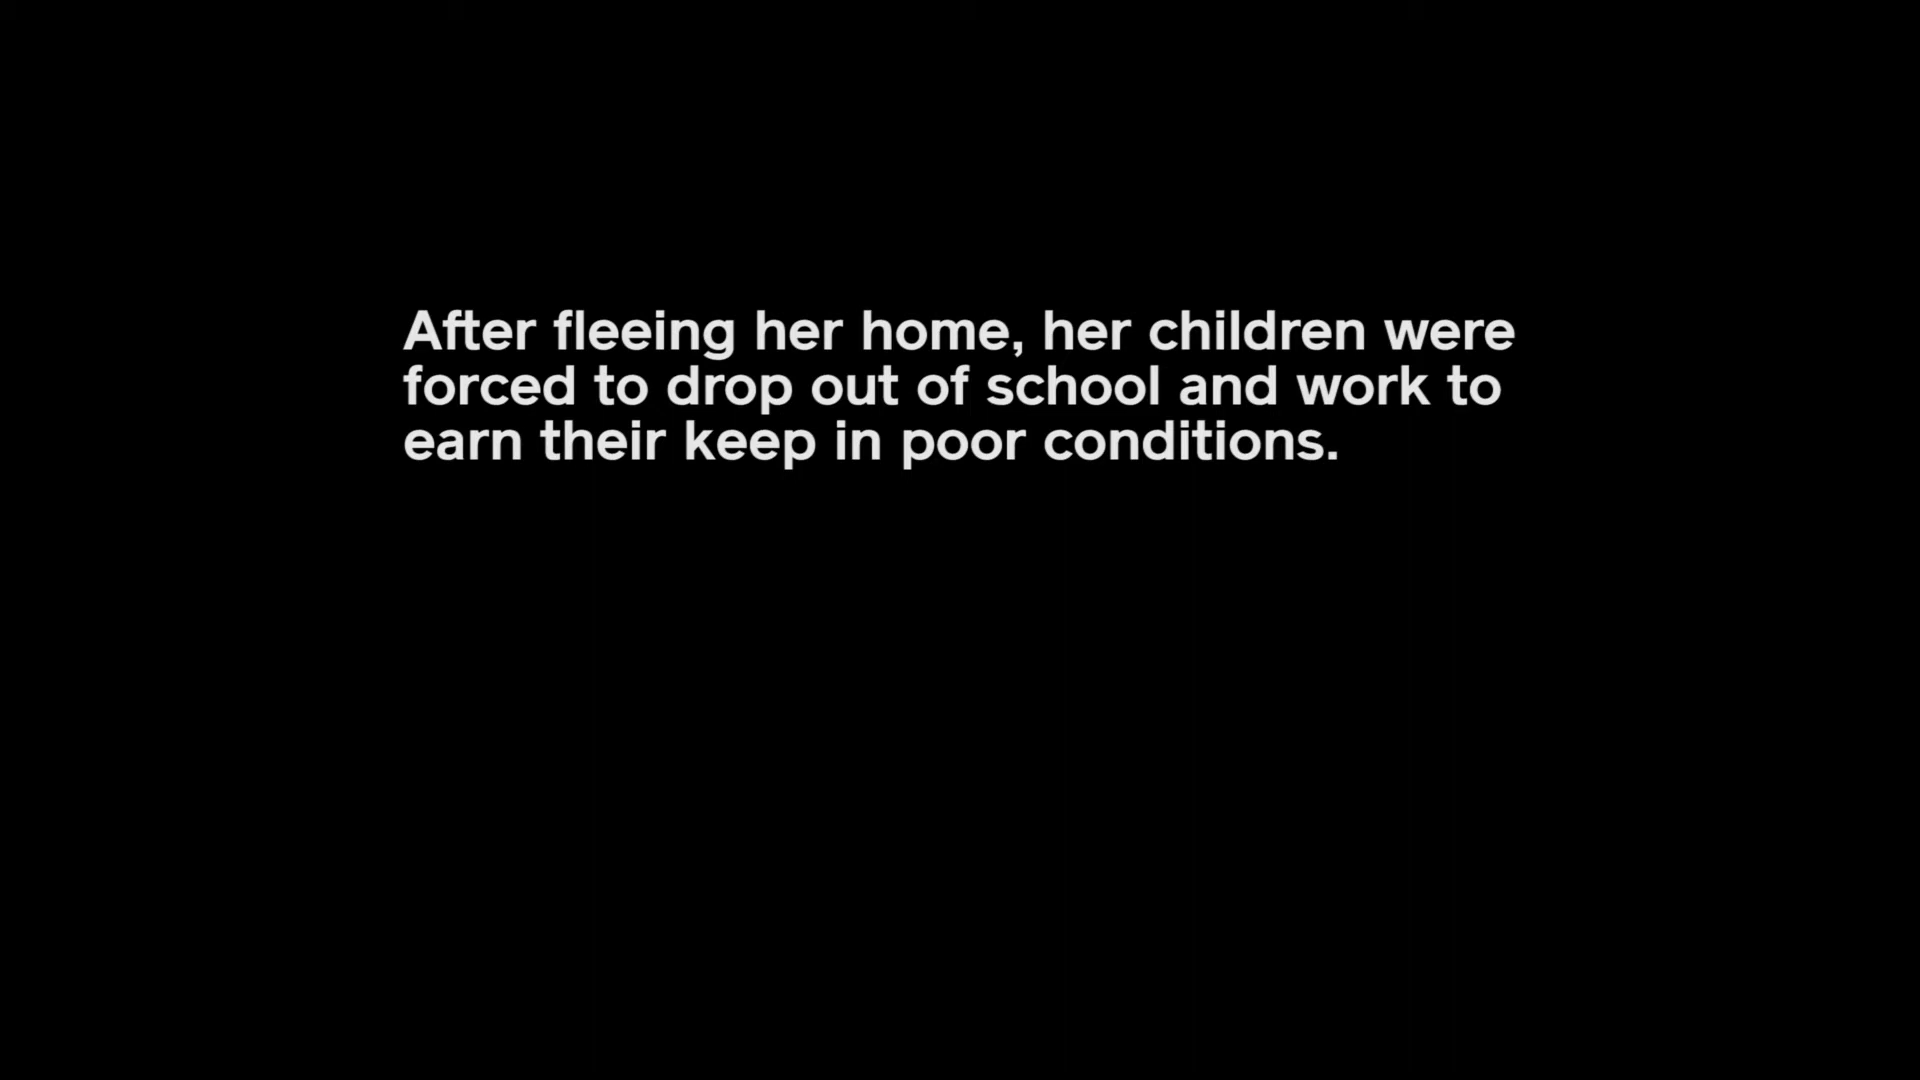 After fleeing her home, her children were
forced to drop out of school and work to
earn their keep in poor conditions.